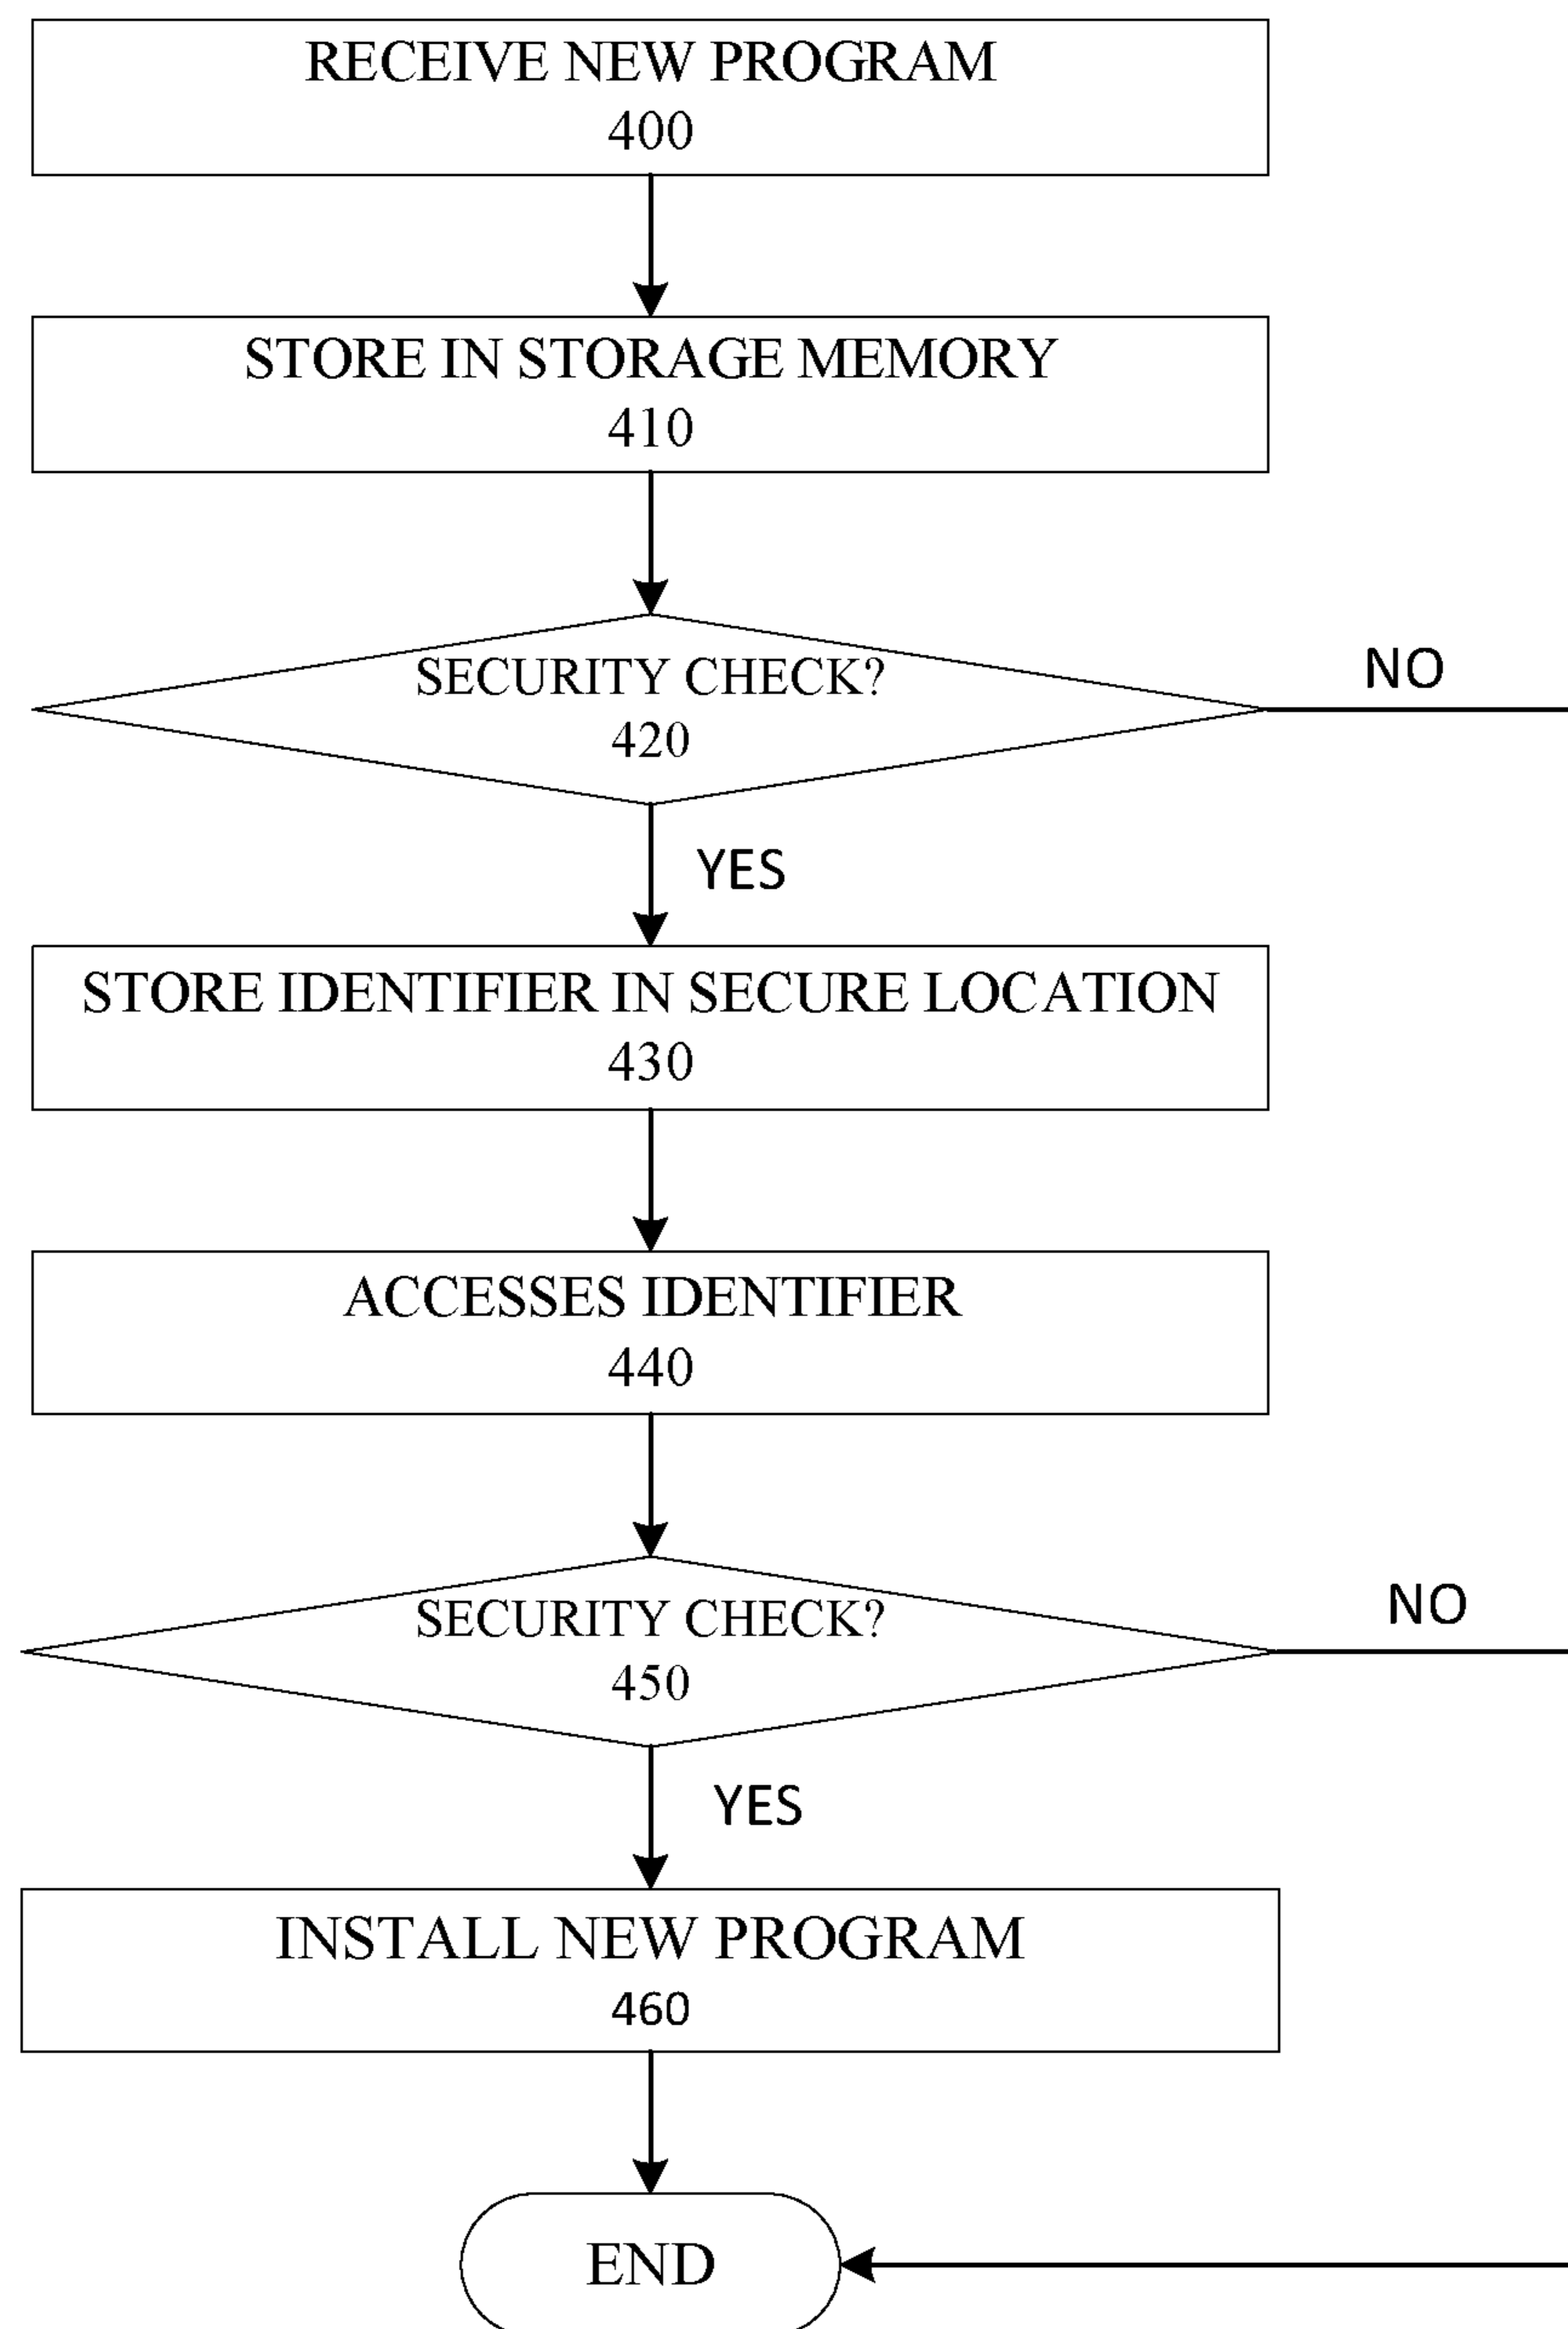 RECEIVE NEW PROGRAM
400
STORE IN STORAGE MEMORY
410
SECURITY CHECK?
420
NO
YES
STORE IDENTIFIER IN SECURE LOCATION
430
ACCESSES IDENTIFIER
440
SECURITY CHECK?
450
NO
YES
INSTALL NEW PROGRAM
460
END